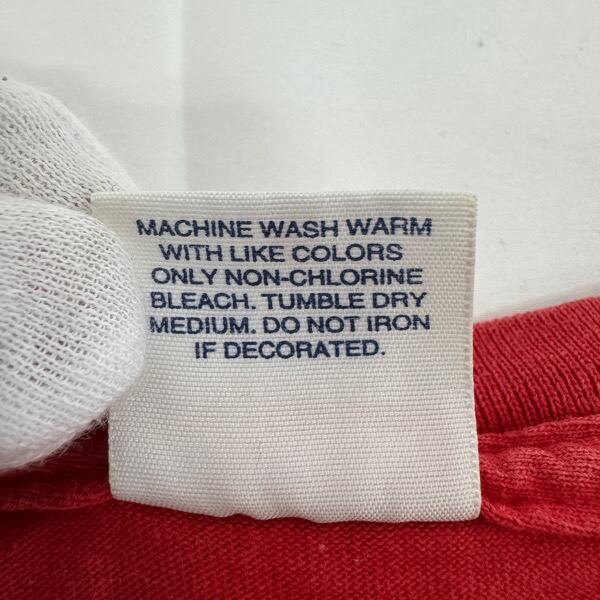 MACHINE WASH WARM
WITH LIKE COLORS
ONLY NON-CHLORINE
BLEACH. TUMBLE DRY
MEDIUM. DO NOT IRON
IF DECORATED.